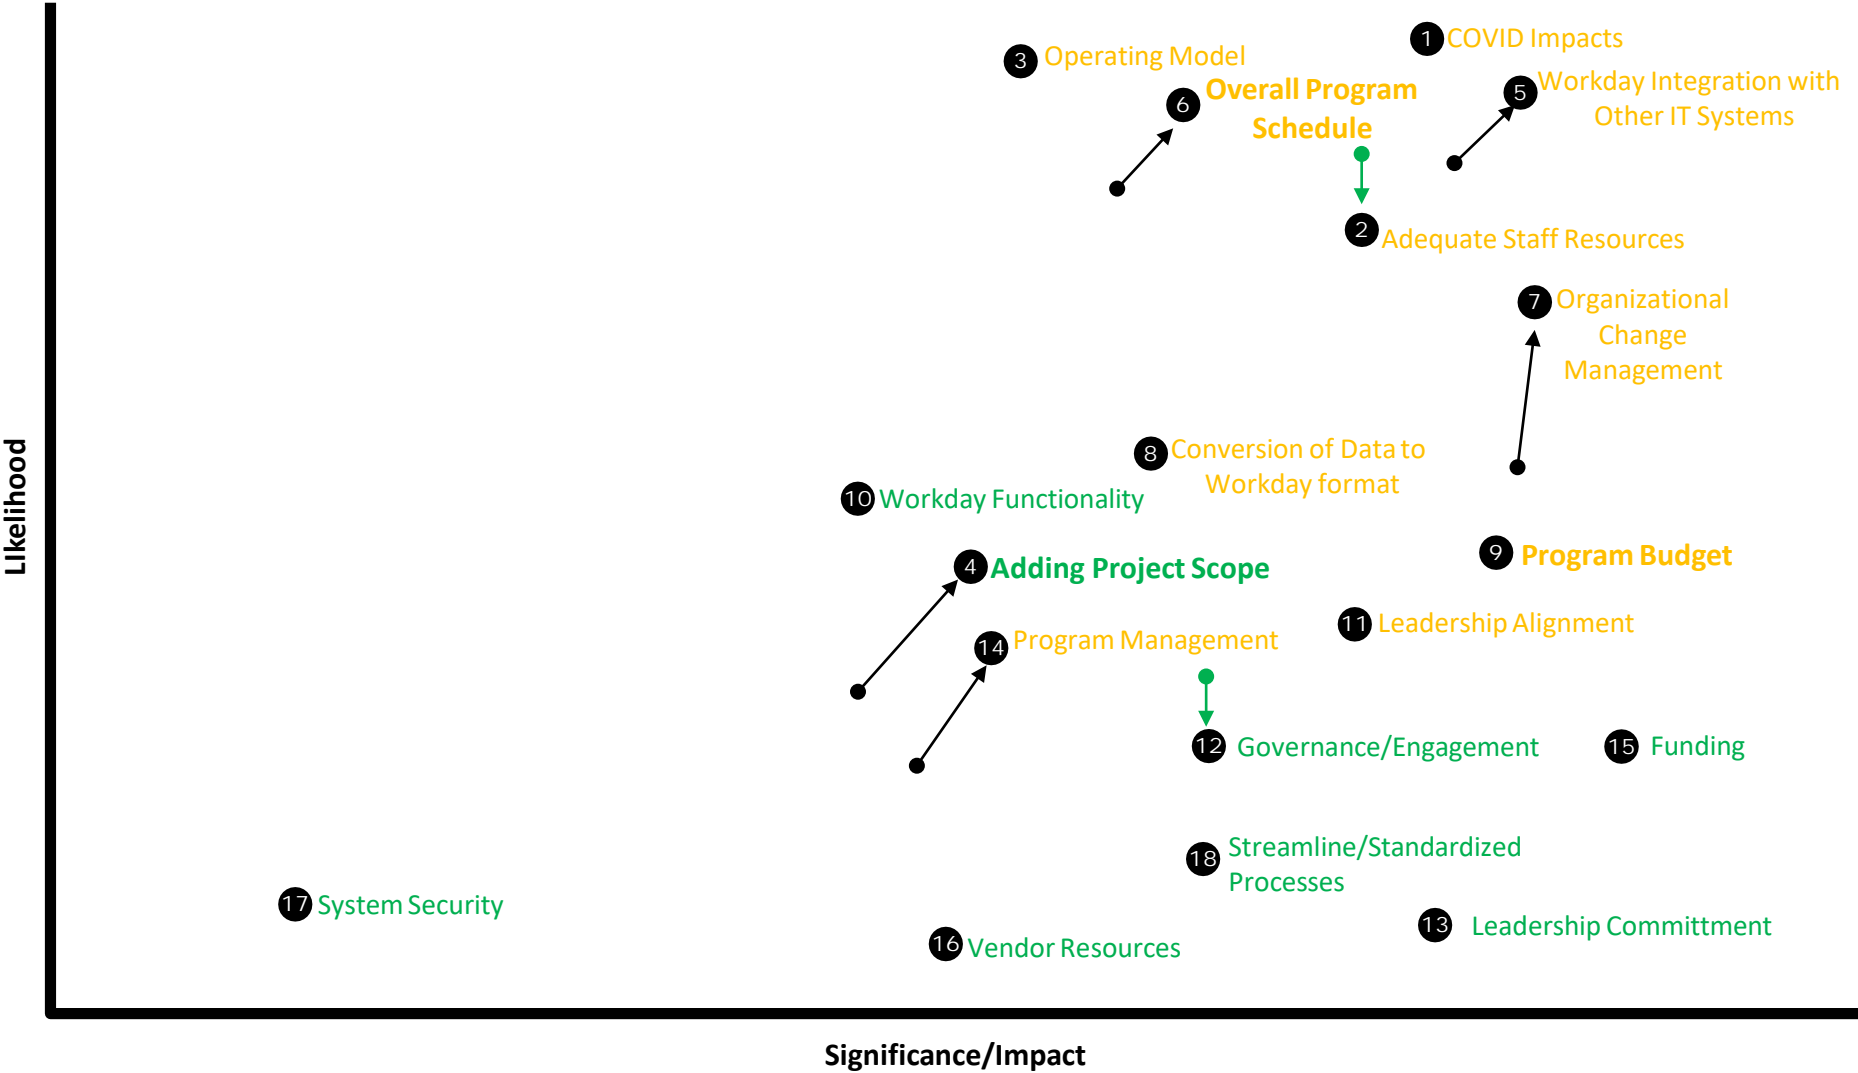 1 COVID Impacts
3 Operating Model
5 Workday Integration with
Other IT Systems
6 Overall Program
Schedule
2 Adequate Staff Resources
7 Organizational
Change
Management
8 Conversion of Data to
Workday format
10 Workday Functionality
9 Program Budget
4 Adding Project Scope
11 Leadership Alignment
14 Program Management
12 Governance/Engagement
15 Funding
18 Streamline/Standardized
Processes
17 System Security
13 Leadership Committment
16 Vendor Resources
LIkelihood
Significance/Impact